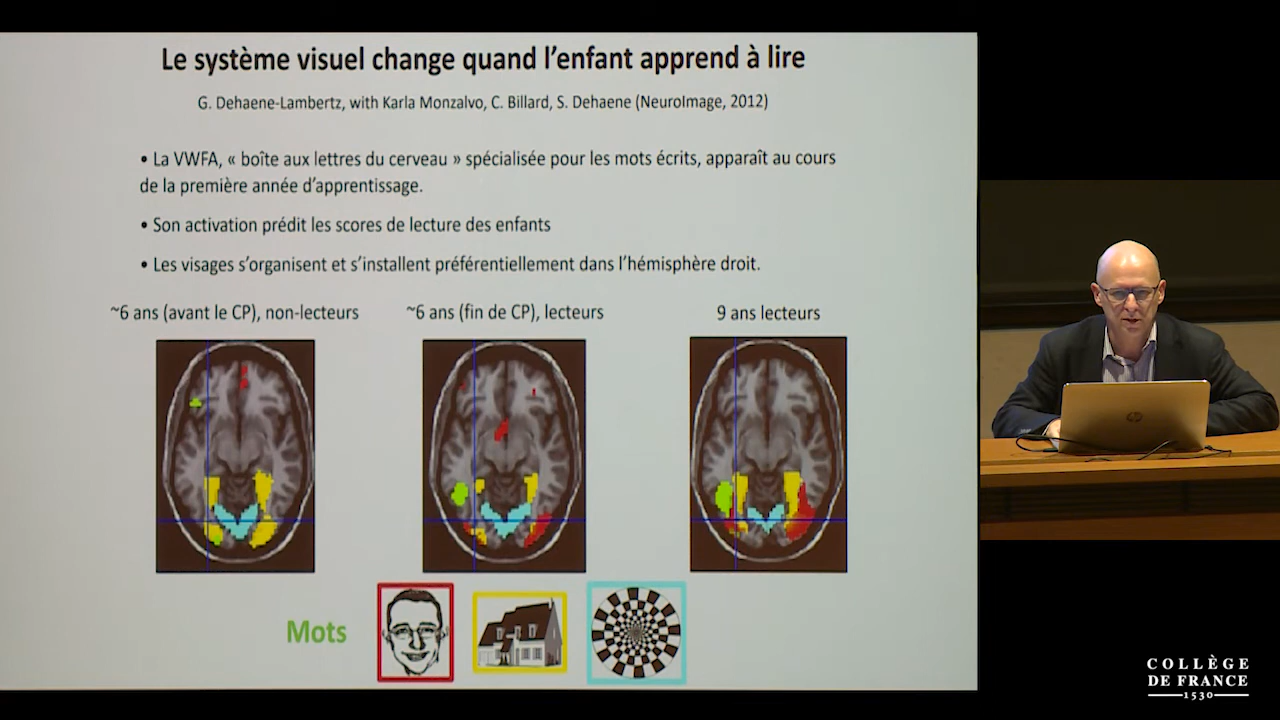 Le système visuel change quand l'enfant apprend à lire
G. Dehaene-Lambertz, with Karla Monzalvo, C. Billard, S. Dehaene (NeuroImage, 2012)
• La VWFA, « boîte aux lettres du cerveau » spécialisée pour les mots écrits, apparaît au cours
de la première année d'apprentissage.
• Son activation prédit les scores de lecture des enfants
• Les visages s'organisent et s'installent préférentiellement dans l'hémisphère droit.
~6 ans (avant le CP), non-lecteurs
~6 ans (fin de CP), lecteurs
9 ans lecteurs
Mots
hp
COLLÈGE
DE FRANCE
1530